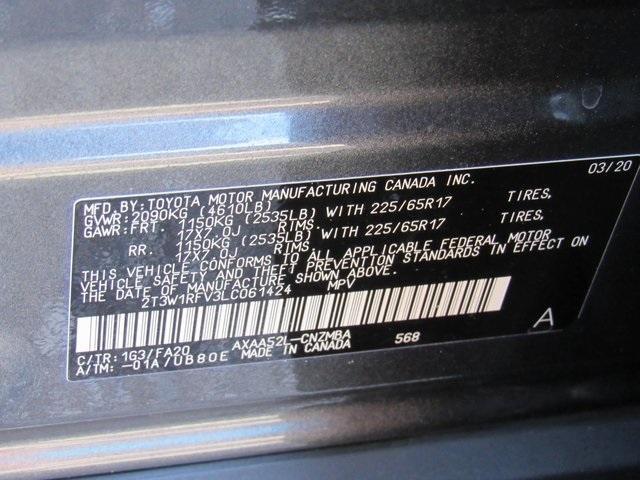 MFD.BY:TOYOTA MOTOR MANUFACTURING CANADA INC. 03/20
GVWR:2090KG (4610LB)
GAWR:FRT. 1150KG (2535LB) WITH 225/65R17 TIRES,
17X7.0J RIMS
RR. 1150KG (2535LB) WITH 225/65R17 TIRES,
17X7.0J RIMS
THIS VEHICLE CONFORMS TO ALL APPLICABLE FEDERAL MOTOR
VEHICLE SAFETY AND THEFT PREVENTION STANDARDS IN EFFECT ON
THE DATE OF MANUFACTURE SHOWN ABOVE.
2T3W1RFV3LC061424 MPV
A
C/TR:1G3/FA20 AXAA52L-CNZMBA 568
A/TM:-01A/UB80E MADE IN CANADA